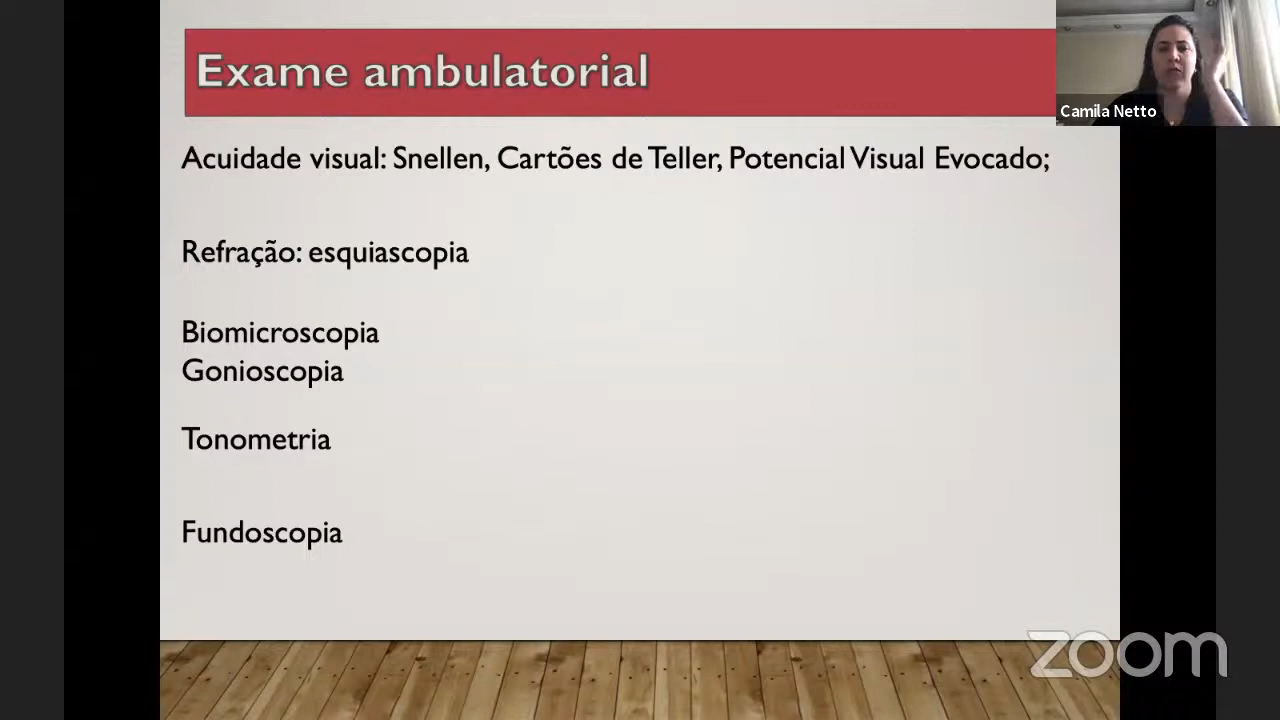 Exame ambulatorial
Camila Netto
Acuidade visual: Snellen, Cartões de Teller, Potencial Visual Evocado;
Refração: esquiascopia
Biomicroscopia
Gonioscopia
Tonometria
Fundoscopia
zoom